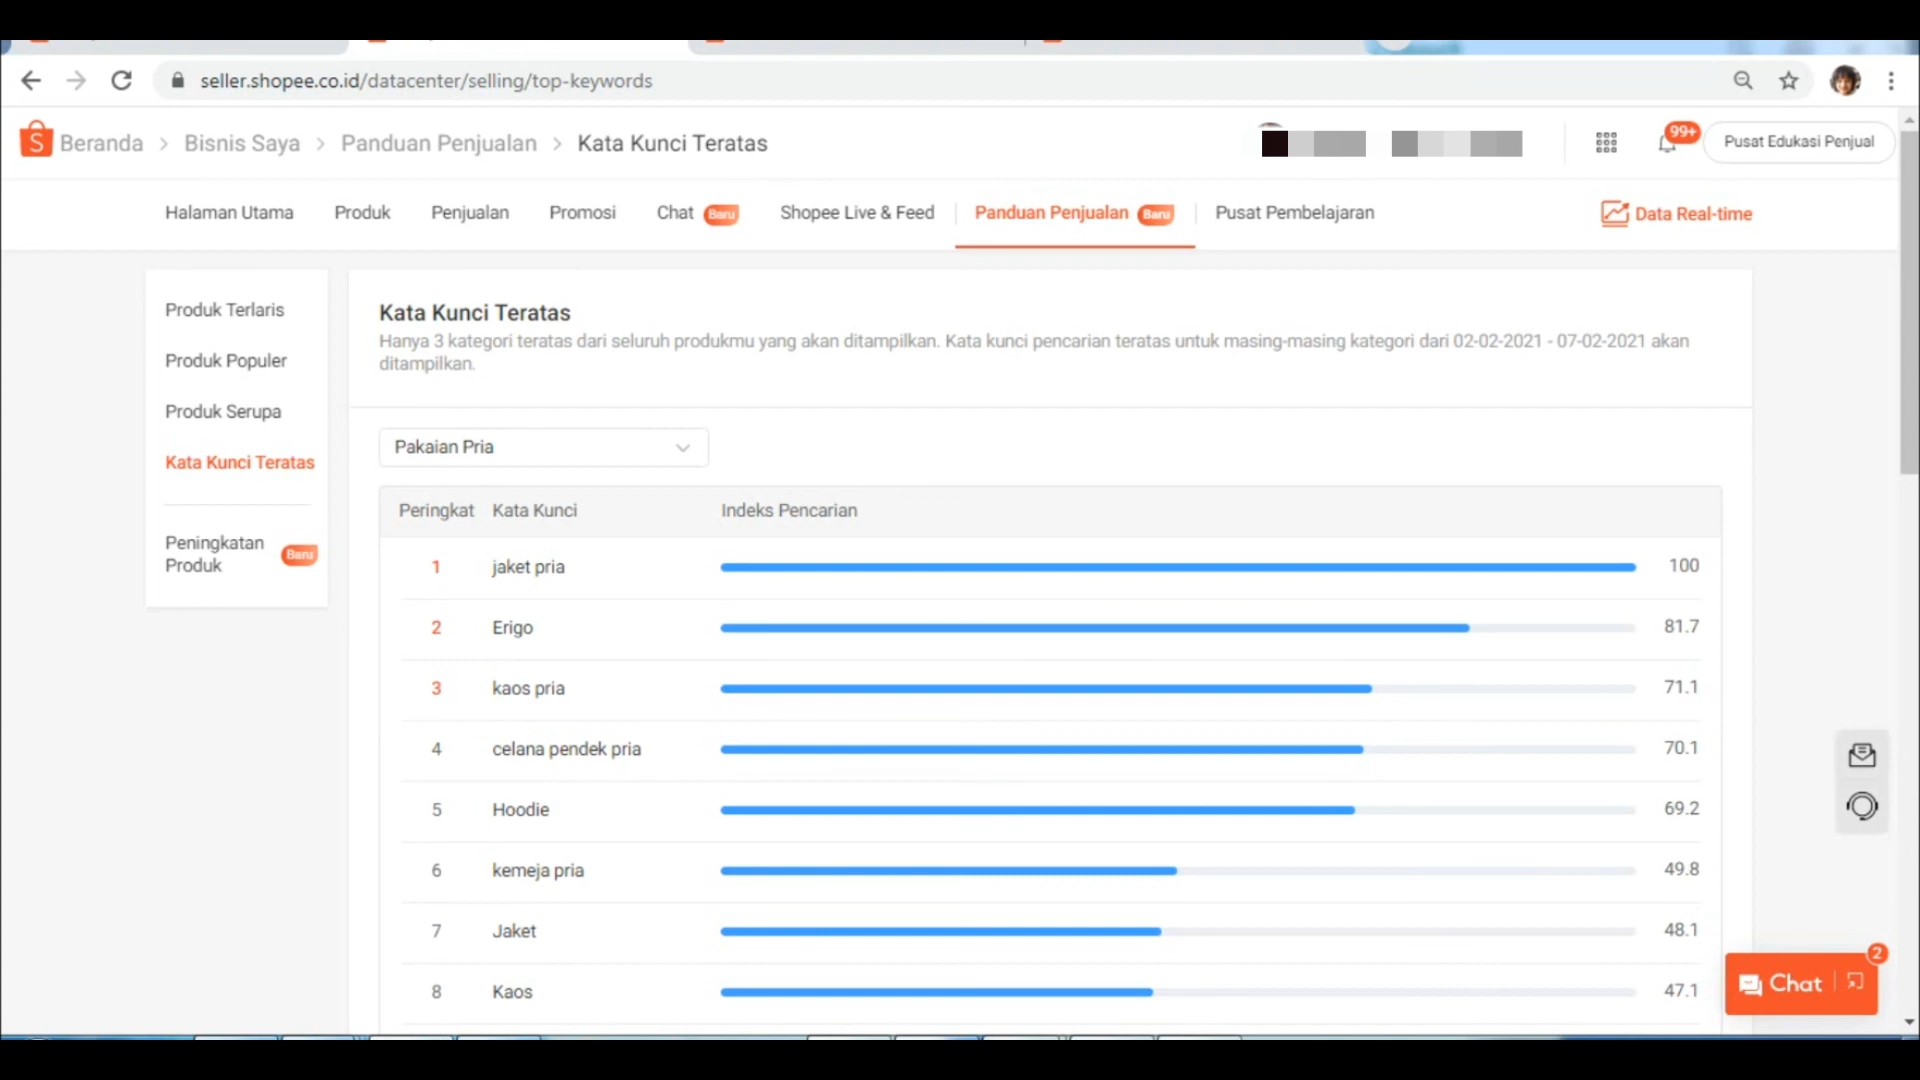 seller.shopee.co.id/datacenter/selling/top-keywords
Beranda > Bisnis Saya > Panduan Penjualan > Kata Kunci Teratas
99+
Pusat Edukasi Penjual
Halaman Utama Produk Penjualan Promosi Chat Baru Shopee Live & Feed Panduan Penjualan Baru Pusat Pembelajaran Data Real-time
Produk Terlaris
Produk Populer
Produk Serupa
Kata Kunci Teratas
Peningkatan
Produk
Baru
Kata Kunci Teratas
Hanya 3 kategori teratas dari seluruh produkmu yang akan ditampilkan. Kata kunci pencarian teratas untuk masing-masing kategori dari 02-02-2021 - 07-02-2021 akan
ditampilkan.
Pakaian Pria
Peringkat Kata Kunci Indeks Pencarian
1 jaket pria 100
2 Erigo 81.7
3 kaos pria 71.1
4 celana pendek pria 70.1
5 Hoodie 69.2
6 kemeja pria 49.8
7 Jaket 48.1
8 Kaos 47.1
2
Chat